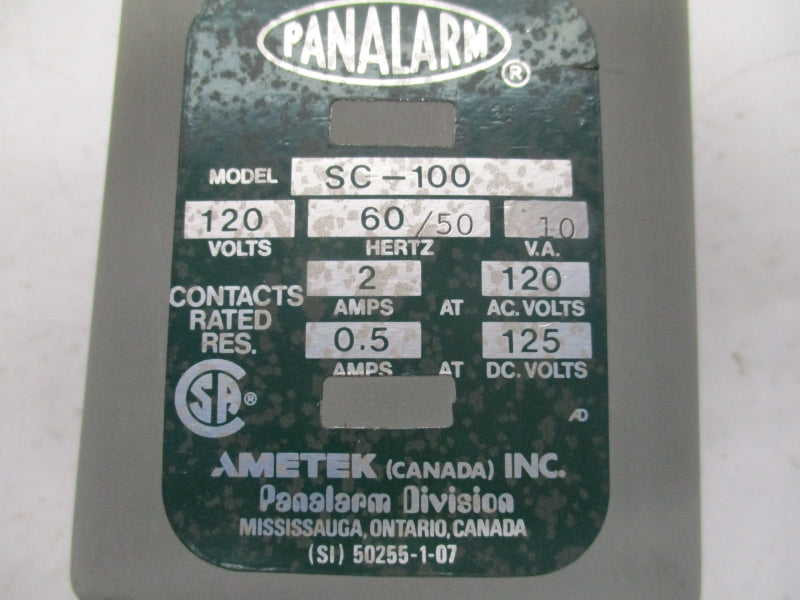 PANALARM ®
MODEL SC-100
120 60/50 10
VOLTS HERTZ V.A.
CONTACTS RATED RES.
2 120
AMPS AT AC. VOLTS
0.5 125
AMPS AT DC. VOLTS
CSA ®
AMETEK (CANADA) INC.
Panalarm Division
MISSISSAUGA, ONTARIO, CANADA
(SI) 50255-1-07